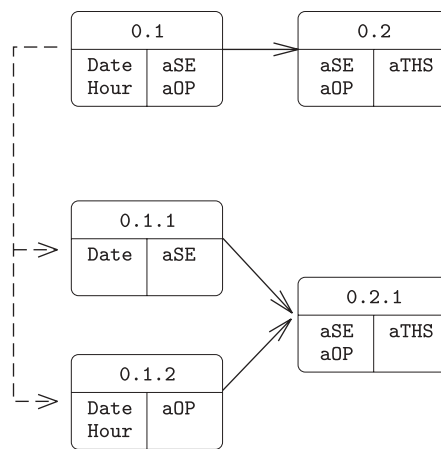 0.1
Date aSE
Hour aOP
0.2
aSE aTHS
aOP
0.1.1
Date aSE
0.2.1
aSE aTHS
aOP
0.1.2
Date aOP
Hour